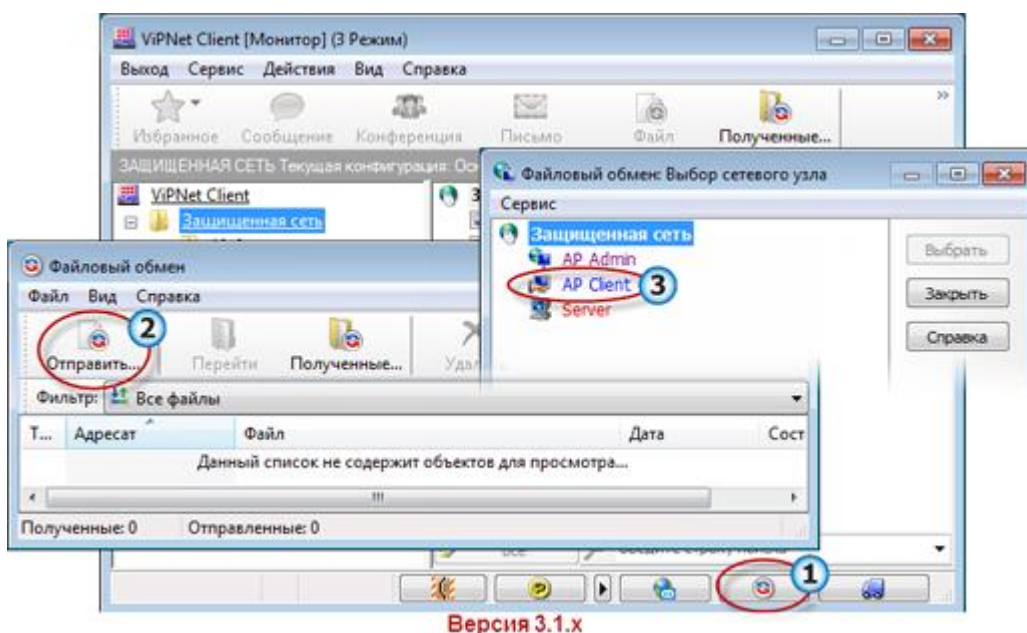 ViPNet Client [Монитор] (3 Режим)
Выход Сервис Действия Вид Справка
Избранное Сообщение Конференция Письмо Файл Полученные...
ЗАЩИЩЕННАЯ СЕТЬ Текущая конфигурация: Ос
ViPNet Client
Защищенная сеть
Файловый обмен: Выбор сетевого узла
Сервис
Защищенная сеть
AP Admin
AP Client
3
Server
Выбрать
Закрыть
Справка
Файловый обмен
Файл Вид Справка
2
Отправить... Перейти Полученные... Удал
Фильтр: Все файлы
Т... Адресат Файл Дата Сост
Данный список не содержит объектов для просмотра...
Полученные: 0 Отправленные: 0
1
Версия 3.1.x